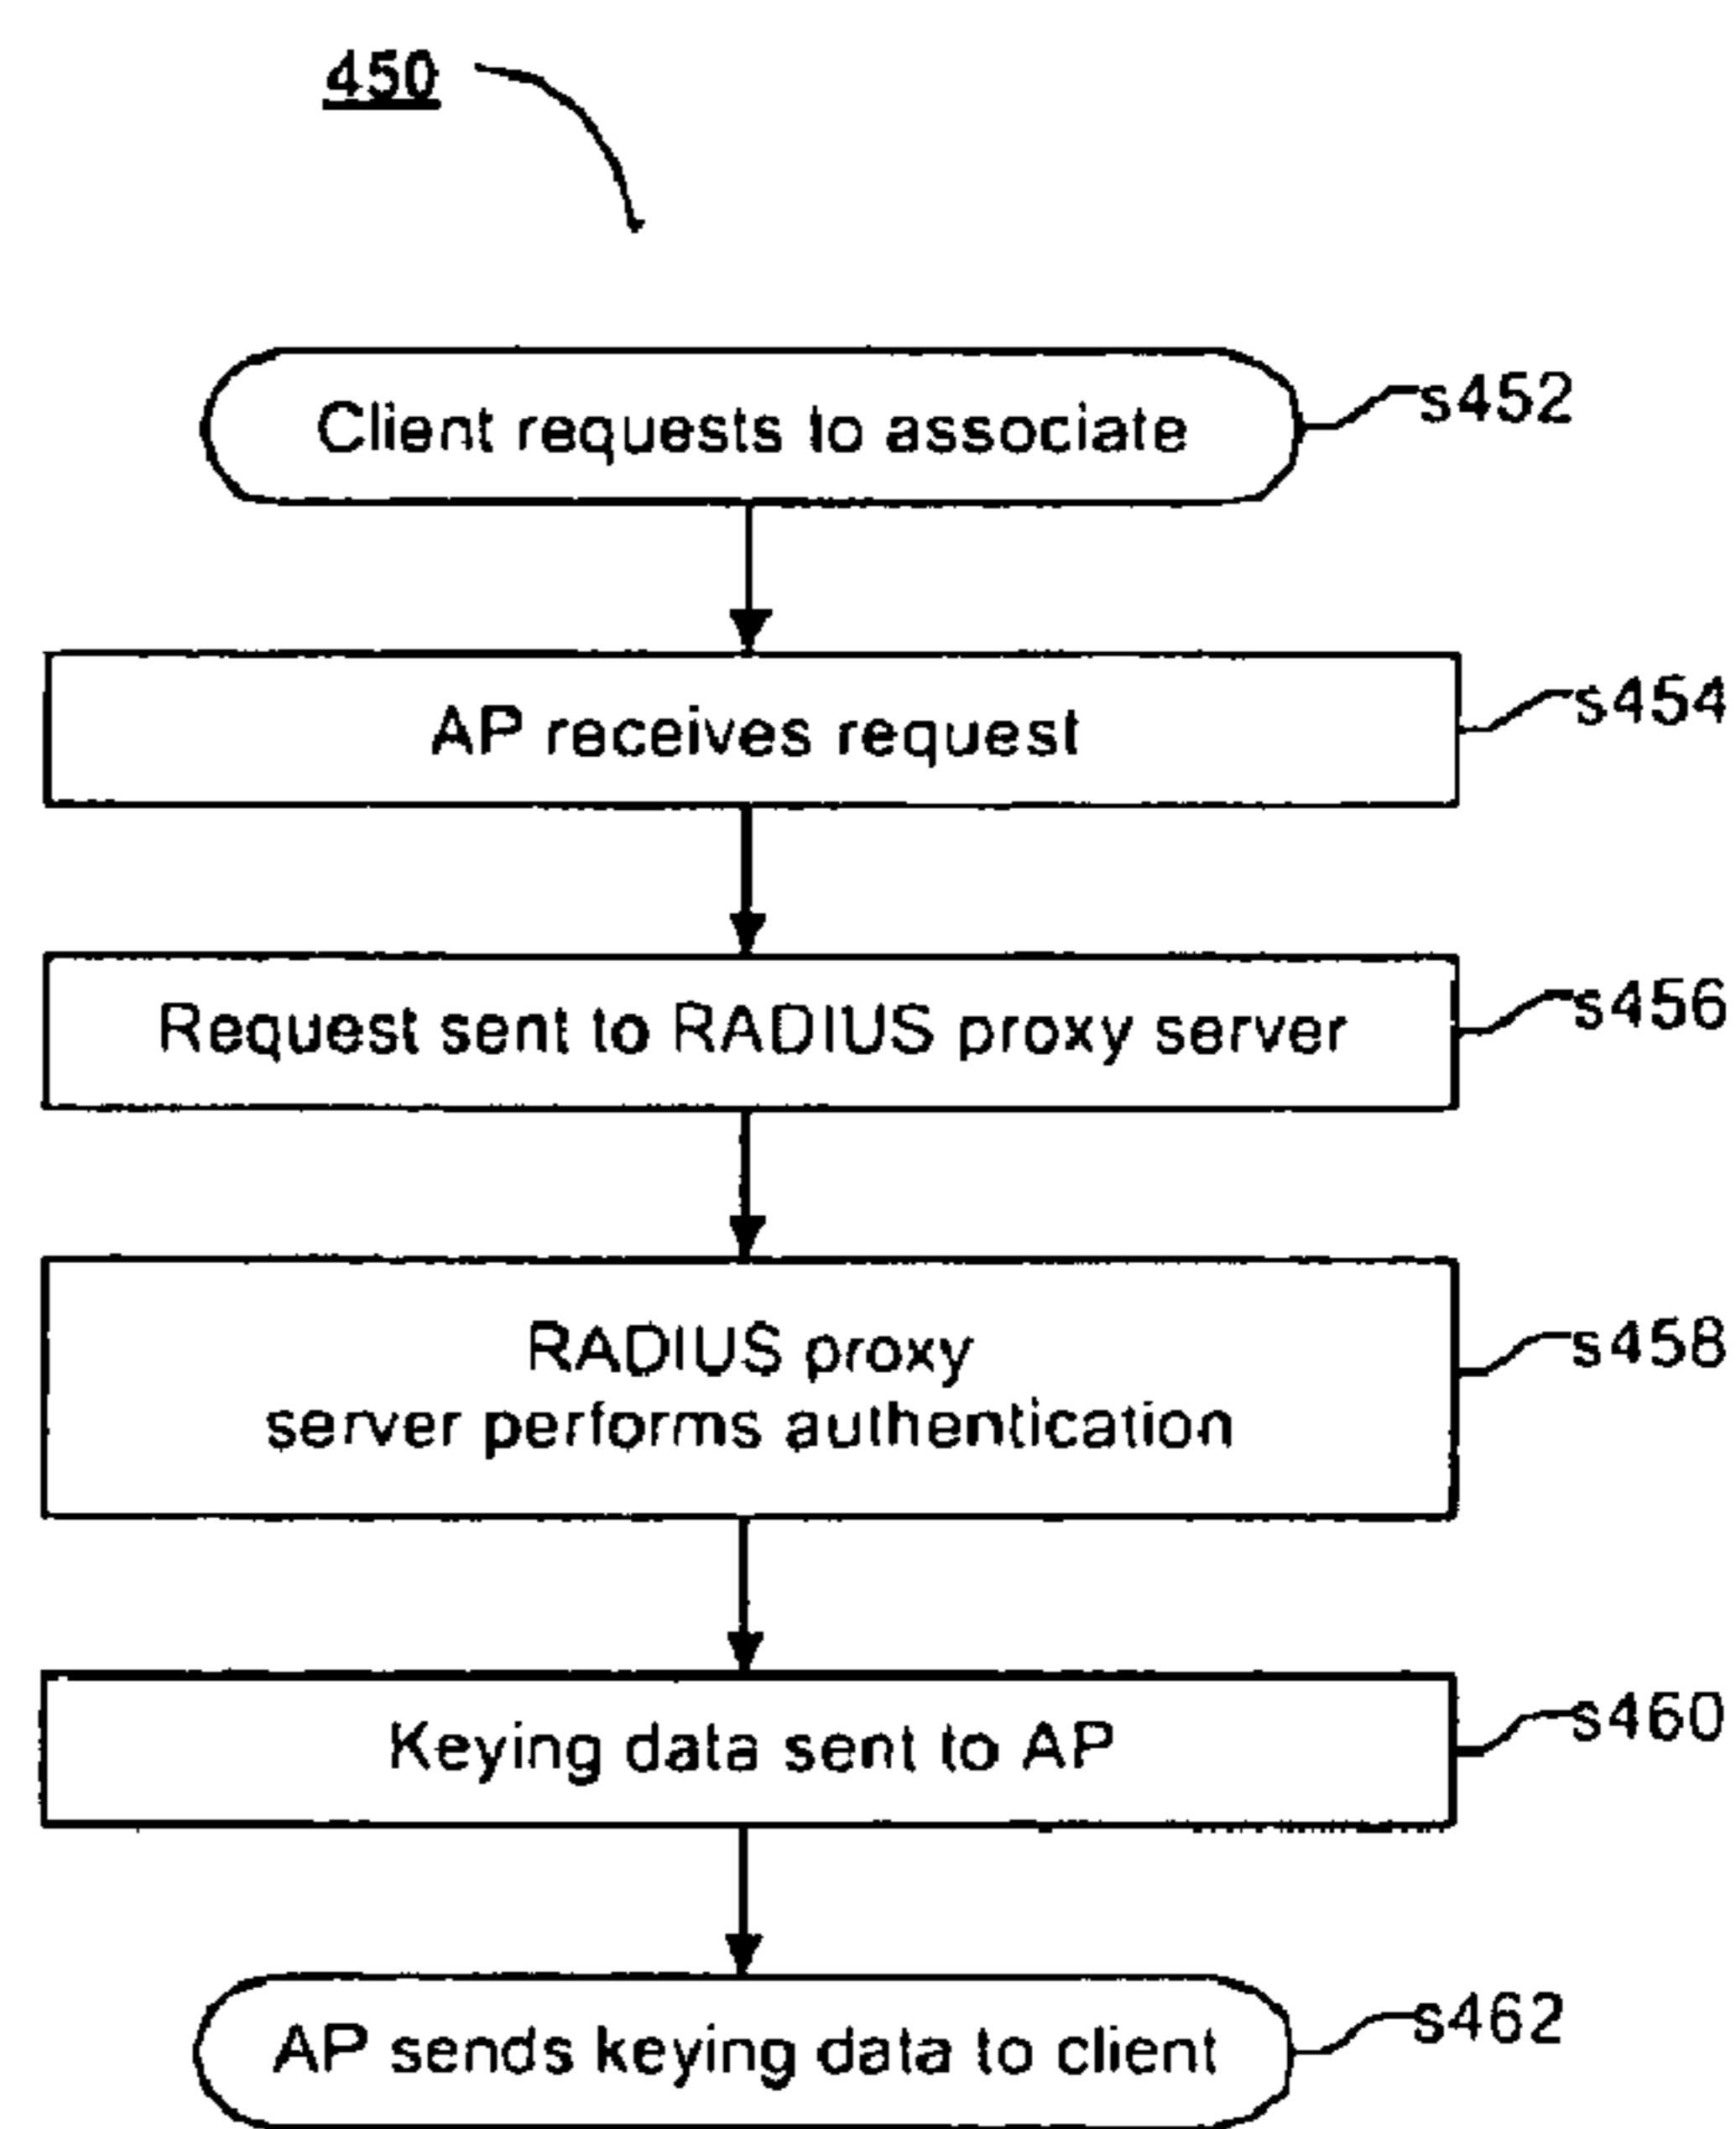 450
Client requests to associate
s452
AP receives request
s454
Request sent to RADIUS proxy server
s456
RADIUS proxy
server performs authentication
s458
Keying data sent to AP
s460
AP sends keying data to client
s462